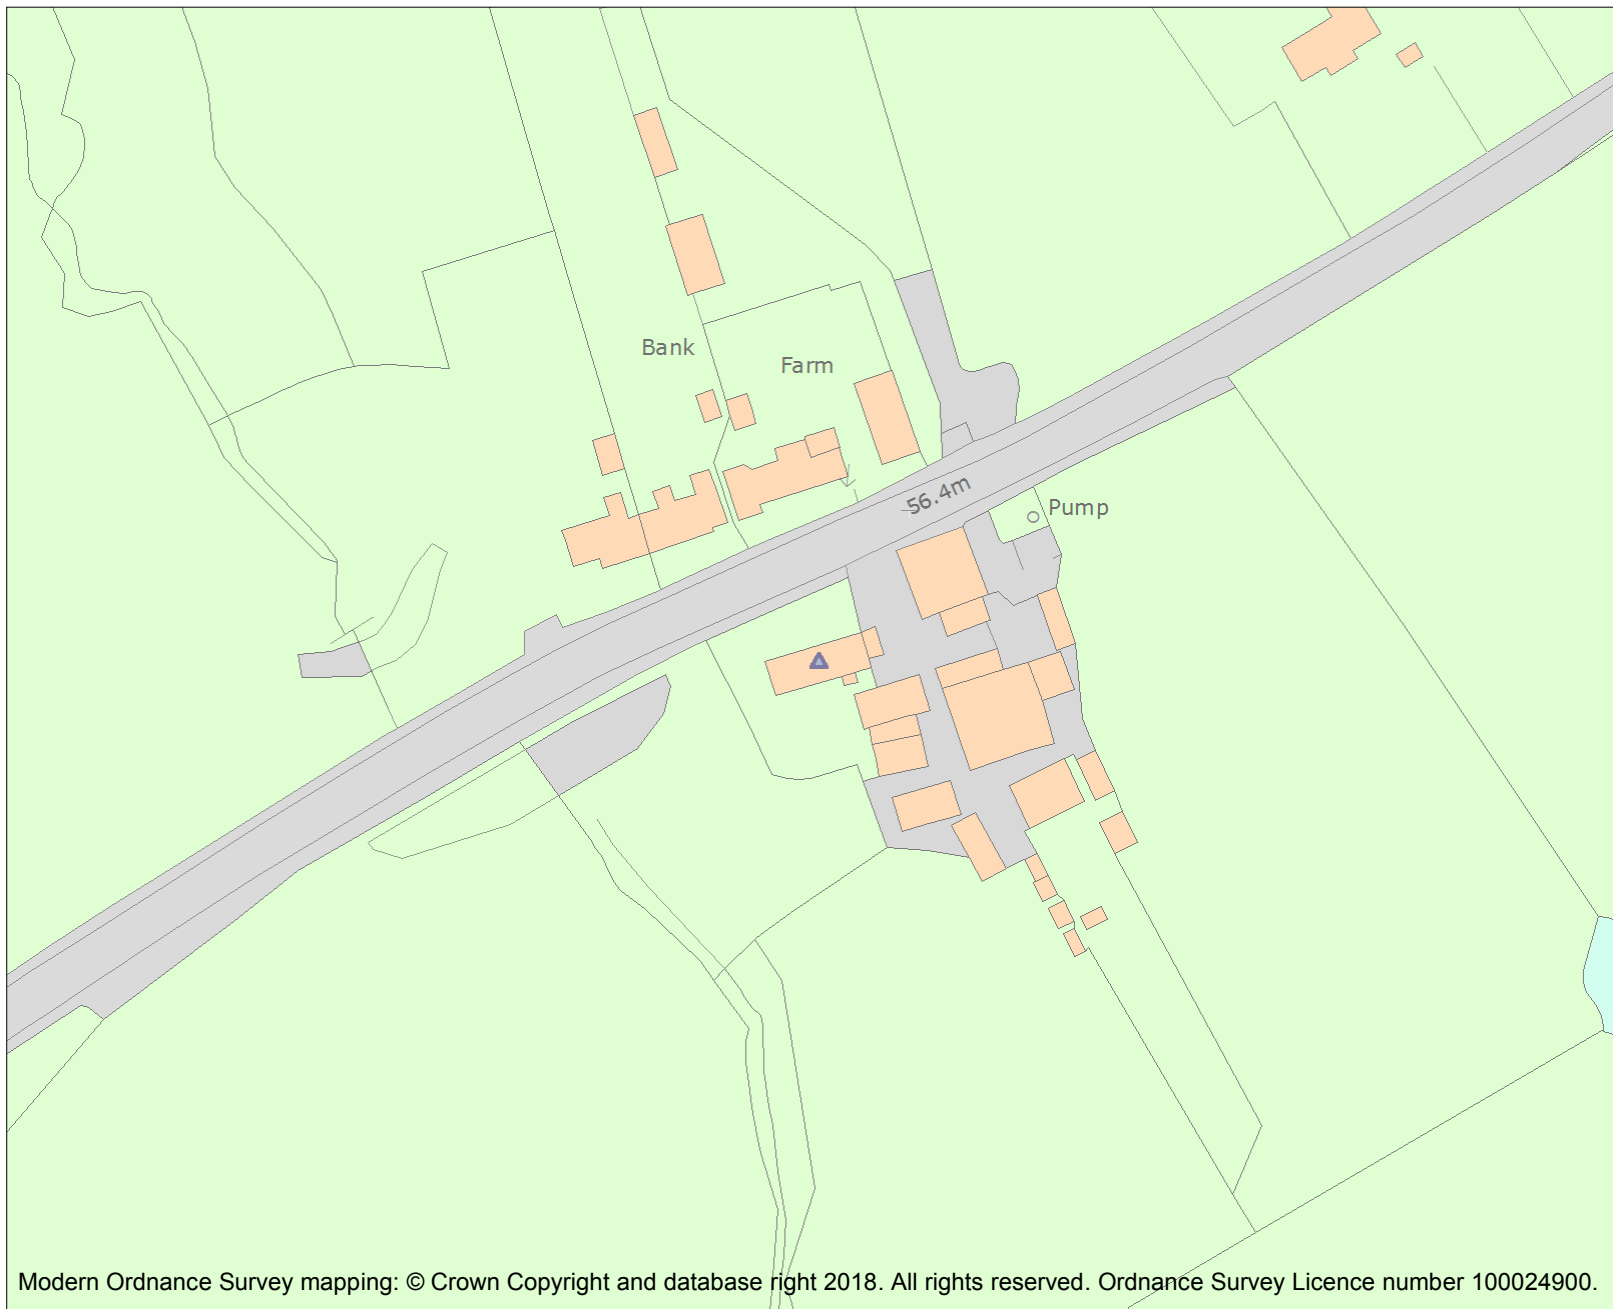 Bank
Farm
56.4m
Pump
Modern Ordnance Survey mapping: © Crown Copyright and database right 2018. All rights reserved. Ordnance Survey Licence number 100024900.